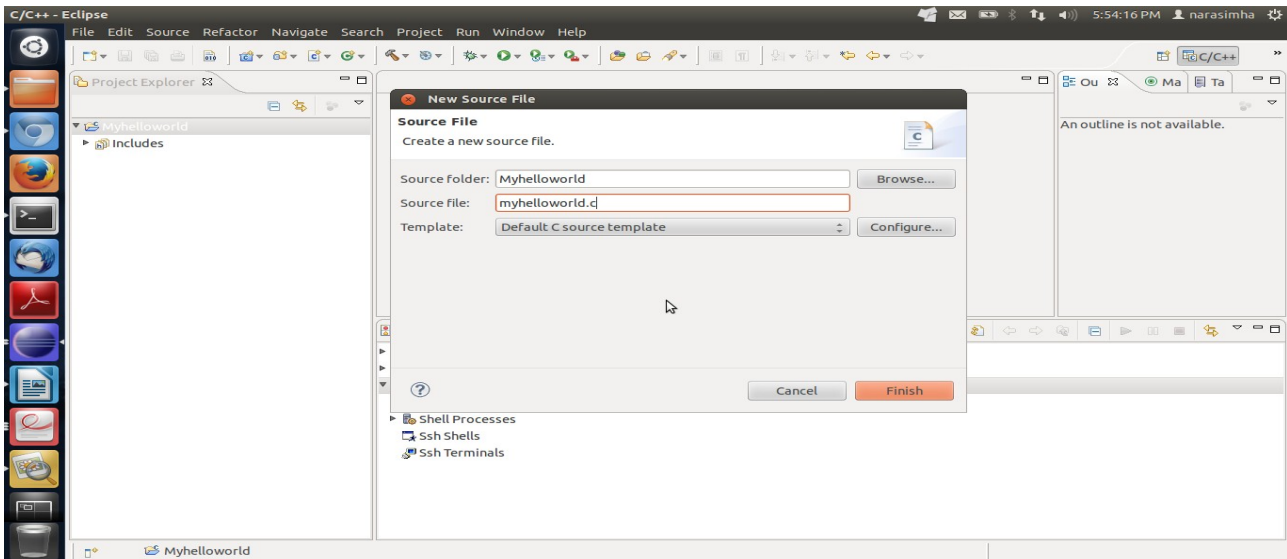 C/C++ - Eclipse
5:54:16 PM narasimha
File Edit Source Refactor Navigate Search Project Run Window Help
C/C++
Project Explorer
Ou Ma Ta
Myhelloworld
Includes
An outline is not available.
New Source File
Source File
Create a new source file.
Source folder: Myhelloworld Browse...
Source file: myhelloworld.c
Template: Default C source template Configure...
Cancel Finish
Shell Processes
Ssh Shells
Ssh Terminals
Myhelloworld